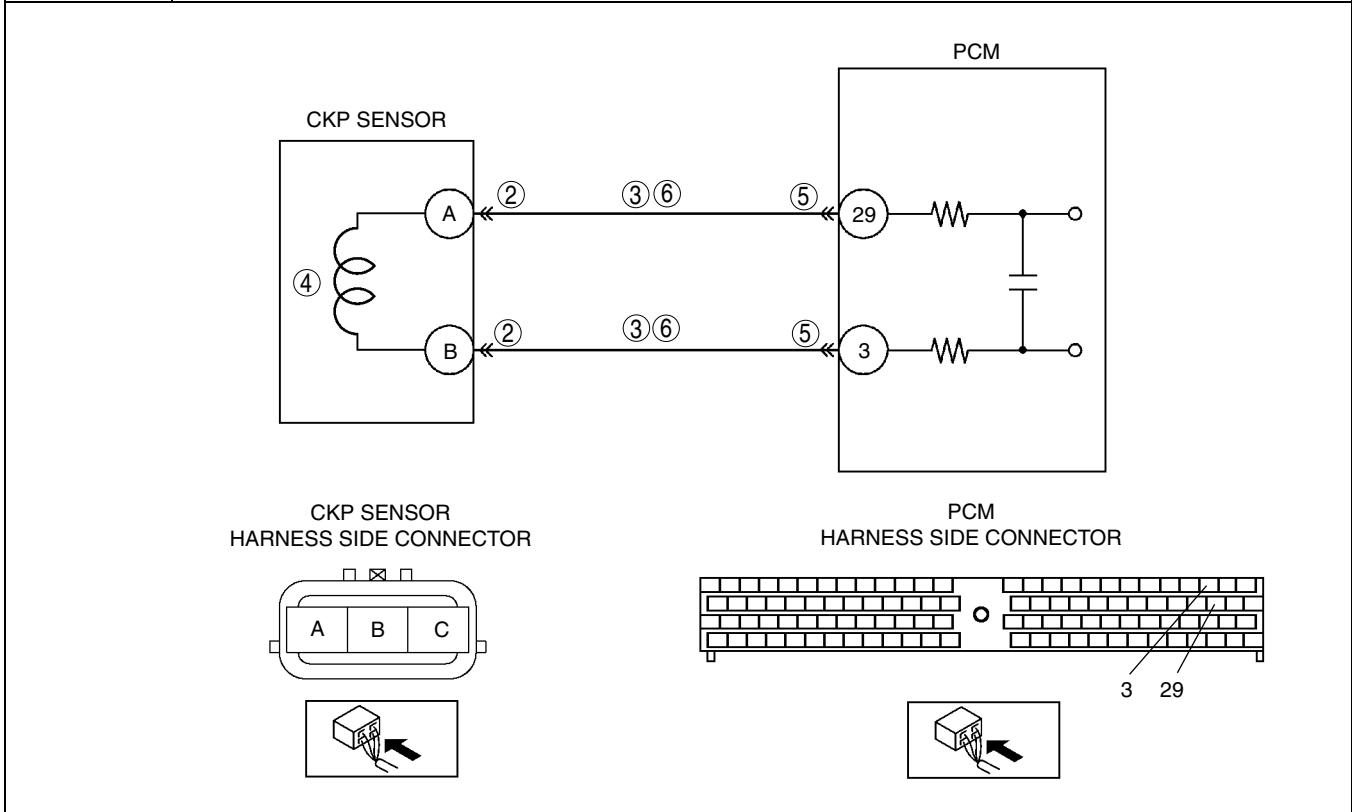 PCM
CKP SENSOR
A ② ③⑥ ⑤ 29
④
B ② ③⑥ ⑤ 3
CKP SENSOR
HARNESS SIDE CONNECTOR
PCM
HARNESS SIDE CONNECTOR
A B C
3 29